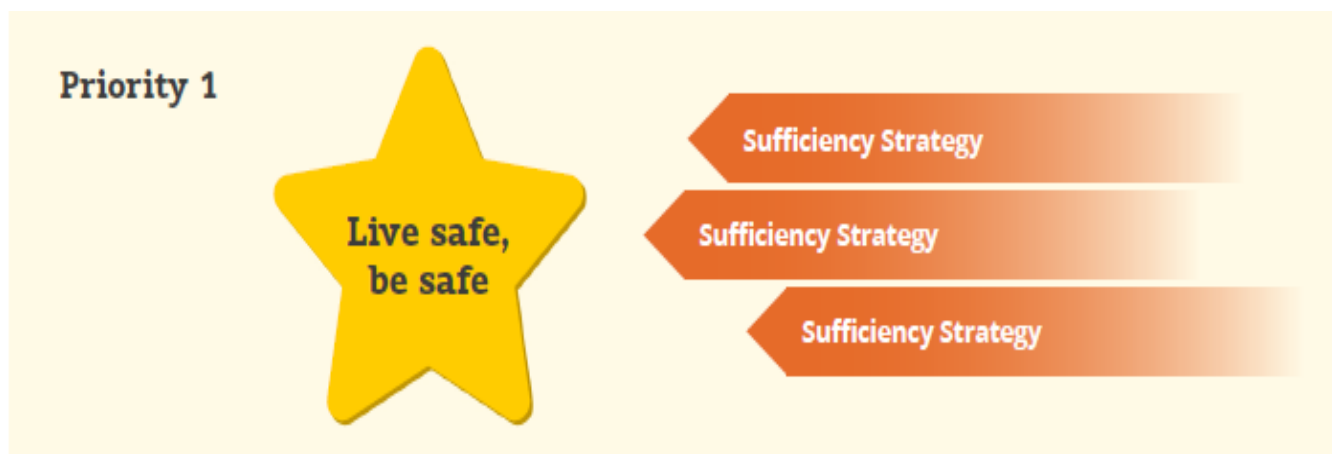 Priority 1
Live safe,
be safe
Sufficiency Strategy
Sufficiency Strategy
Sufficiency Strategy